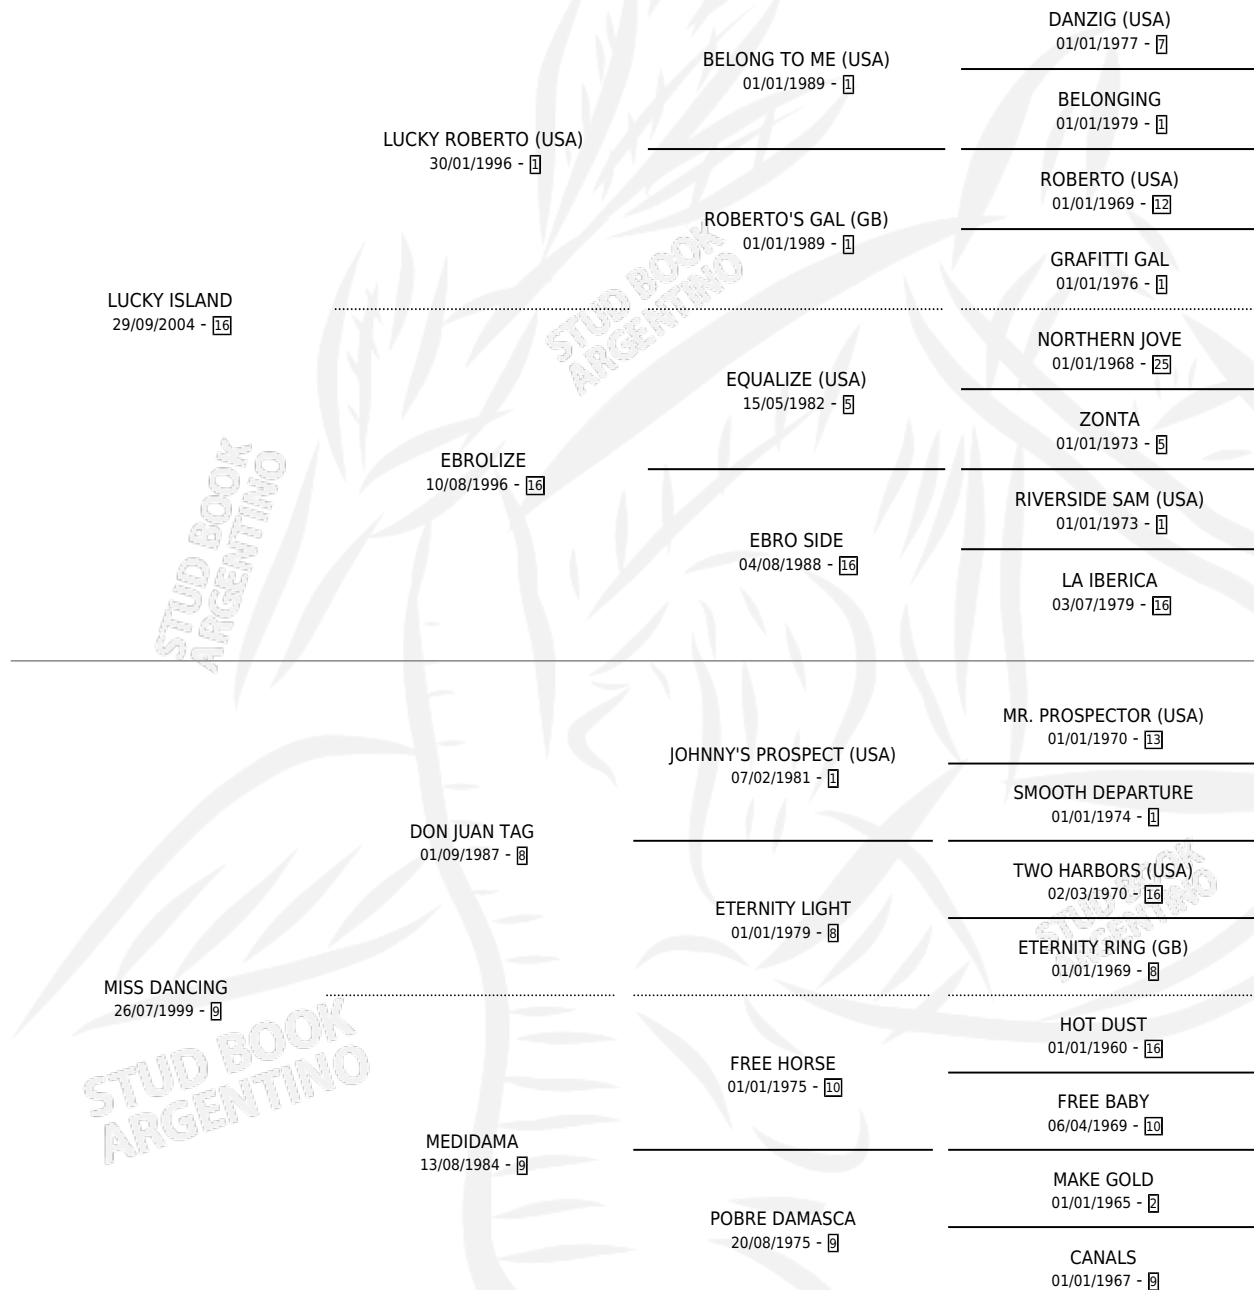 DANZIG (USA)
01/01/1977 - 7
BELONG TO ME (USA)
01/01/1989 - 1
BELONGING
01/01/1979 - 1
LUCKY ROBERTO (USA)
30/01/1996 - 1
ROBERTO (USA)
01/01/1969 - 12
ROBERTO'S GAL (GB)
01/01/1989 - 1
GRAFITTI GAL
01/01/1976 - 1
LUCKY ISLAND
29/09/2004 - 16
NORTHERN JOVE
01/01/1968 - 25
EQUALIZE (USA)
15/05/1982 - 5
ZONTA
01/01/1973 - 5
EBROLIZE
10/08/1996 - 16
RIVERSIDE SAM (USA)
01/01/1973 - 1
EBRO SIDE
04/08/1988 - 16
LA IBERICA
03/07/1979 - 16
MR. PROSPECTOR (USA)
01/01/1970 - 13
JOHNNY'S PROSPECT (USA)
07/02/1981 - 1
SMOOTH DEPARTURE
01/01/1974 - 1
DON JUAN TAG
01/09/1987 - 8
TWO HARBORS (USA)
02/03/1970 - 16
ETERNITY LIGHT
01/01/1979 - 8
ETERNITY RING (GB)
01/01/1969 - 8
MISS DANCING
26/07/1999 - 9
HOT DUST
01/01/1960 - 16
FREE HORSE
01/01/1975 - 10
FREE BABY
06/04/1969 - 10
MEDIDAMA
13/08/1984 - 9
MAKE GOLD
01/01/1965 - 2
POBRE DAMASCA
20/08/1975 - 9
CANALS
01/01/1967 - 9
STUD BOOK
ARGENTINO
STUD BOOK
ARGENTINO
STUD BOOK
ARGENTINO
STUD BOOK
ARGENTINO